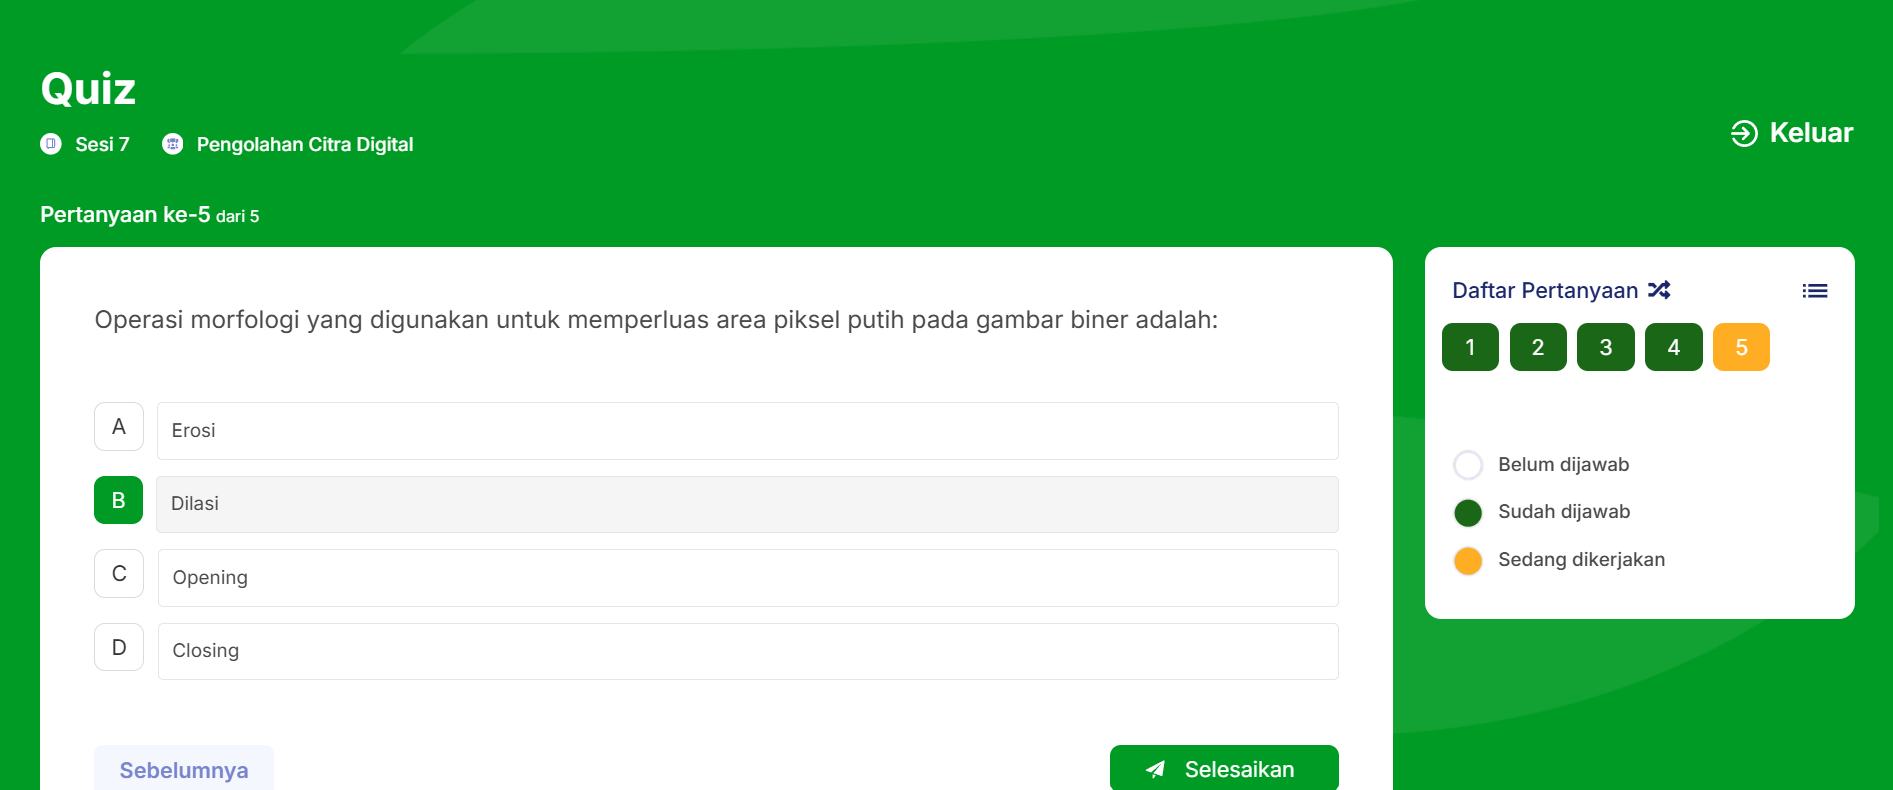 Quiz
Sesi 7 Pengolahan Citra Digital
Keluar
Pertanyaan ke-5 dari 5
Operasi morfologi yang digunakan untuk memperluas area piksel putih pada gambar biner adalah:
A Erosi
B Dilasi
C Opening
D Closing
Sebelumnya
Selesaikan
Daftar Pertanyaan
1 2 3 4 5
Belum dijawab
Sudah dijawab
Sedang dikerjakan